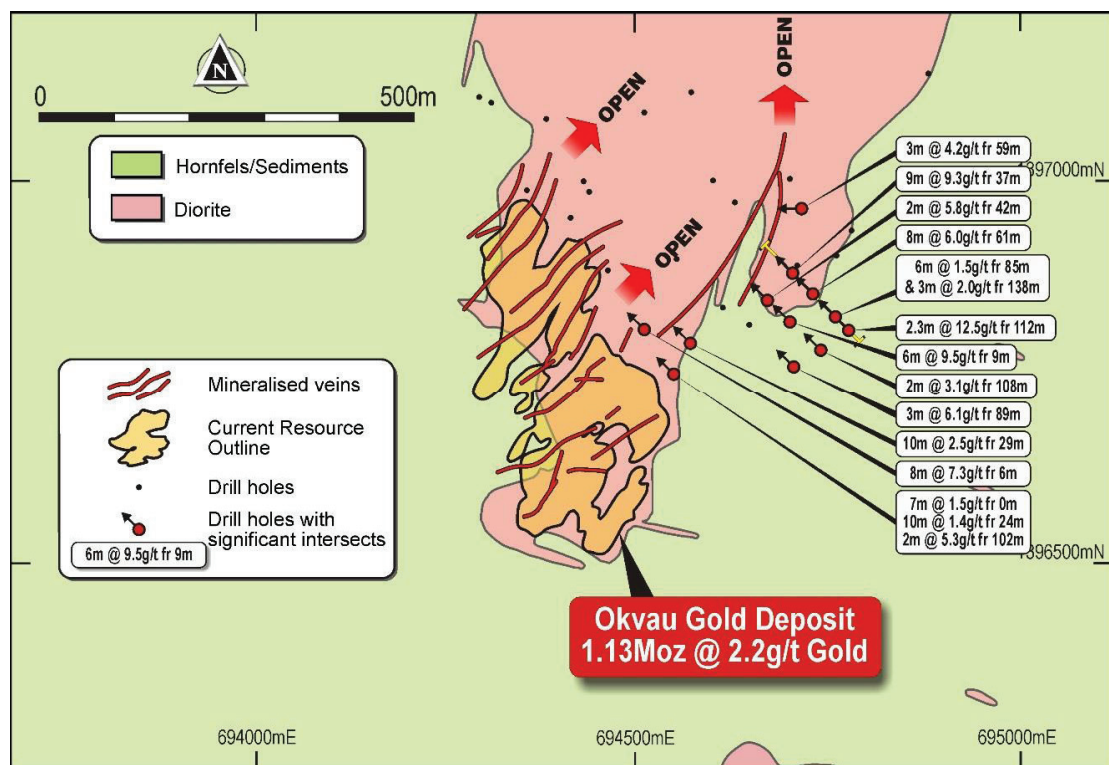 N
0
500m
Hornfels/Sediments
Diorite
OPEN
OPEN
OPEN
3m @ 4.2g/t fr 59m
9m @ 9.3g/t fr 37m
2m @ 5.8g/t fr 42m
8m @ 6.0g/t fr 61m
6m @ 1.5g/t fr 85m
& 3m @ 2.0g/t fr 138m
2.3m @ 12.5g/t fr 112m
6m @ 9.5g/t fr 9m
2m @ 3.1g/t fr 108m
3m @ 6.1g/t fr 89m
10m @ 2.5g/t fr 29m
8m @ 7.3g/t fr 6m
7m @ 1.5g/t fr 0m
10m @ 1.4g/t fr 24m
2m @ 5.3g/t fr 102m
1397000mN
1396500mN
Mineralised veins
Current Resource
Outline
Drill holes
Drill holes with
significant intersects
6m @ 9.5g/t fr 9m
Okvau Gold Deposit
1.13Moz @ 2.2g/t Gold
694000mE
694500mE
695000mE